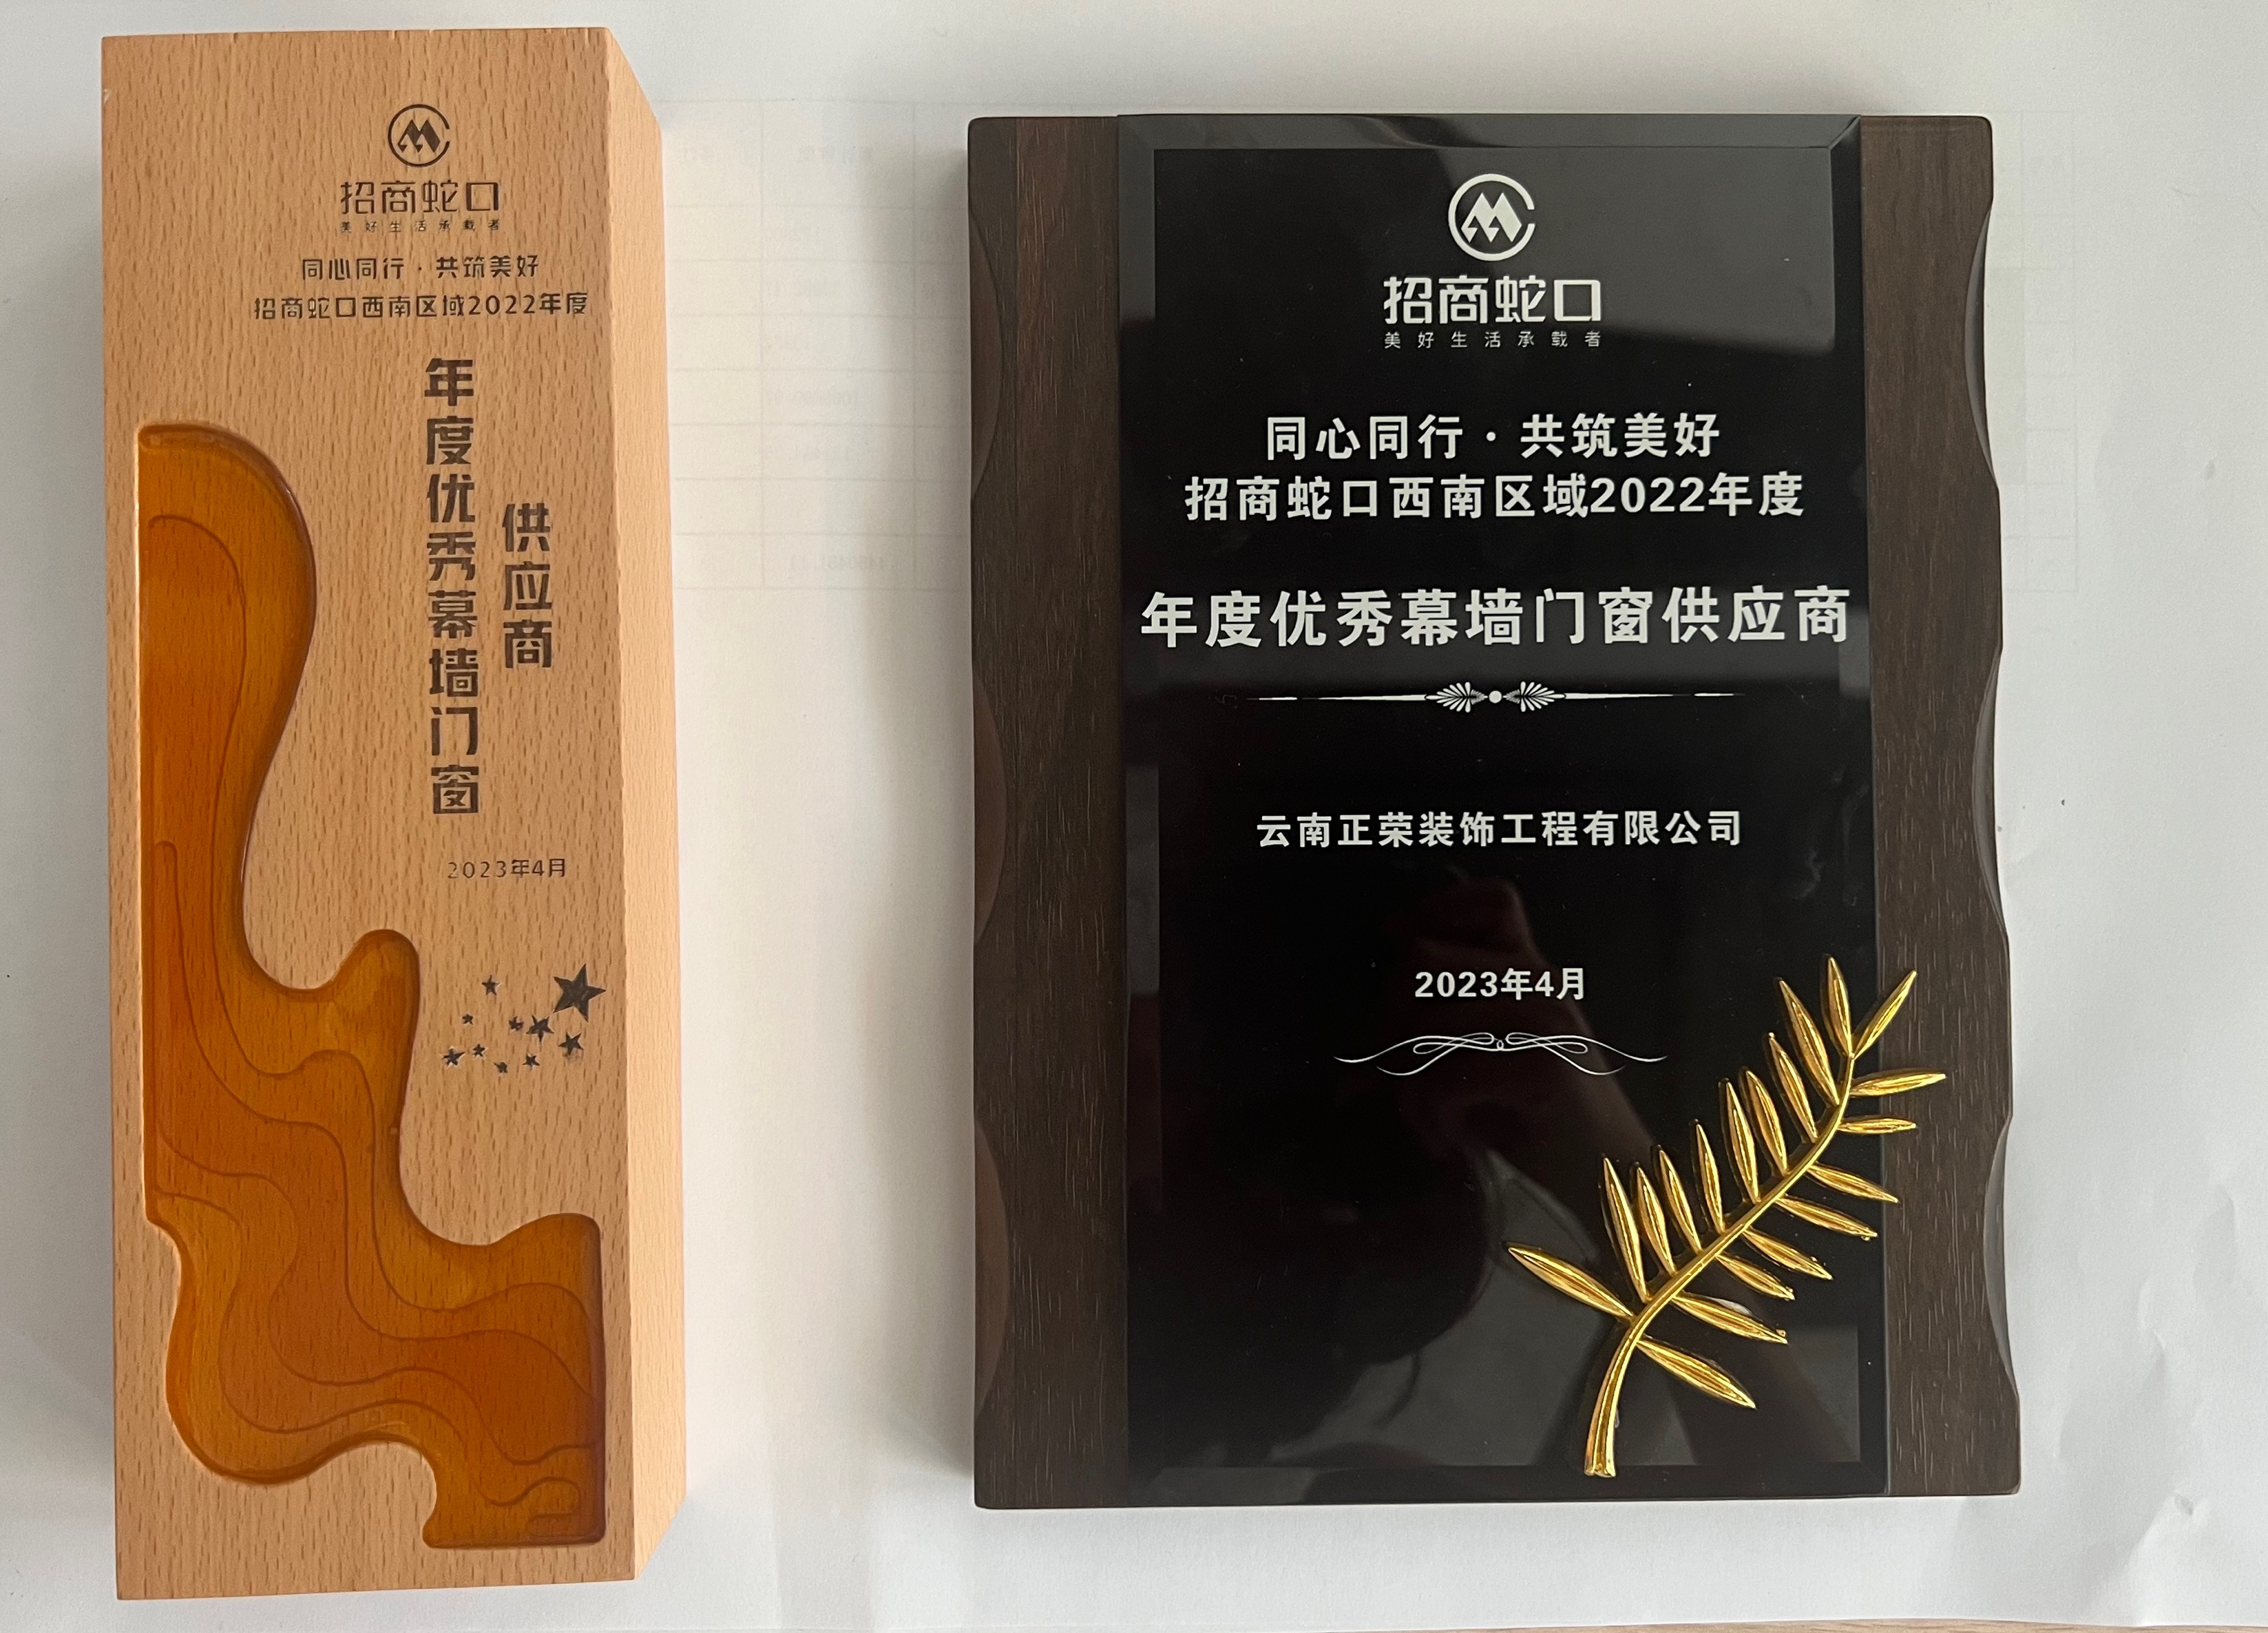 招商蛇口
美好生活承载者
同心同行·共筑美好
招商蛇口西南区域2022年度
年度优秀幕墙门窗
供应商
2023年4月
招商蛇口
美好生活承载者
同心同行·共筑美好
招商蛇口西南区域2022年度
年度优秀幕墙门窗供应商
云南正荣装饰工程有限公司
2023年4月